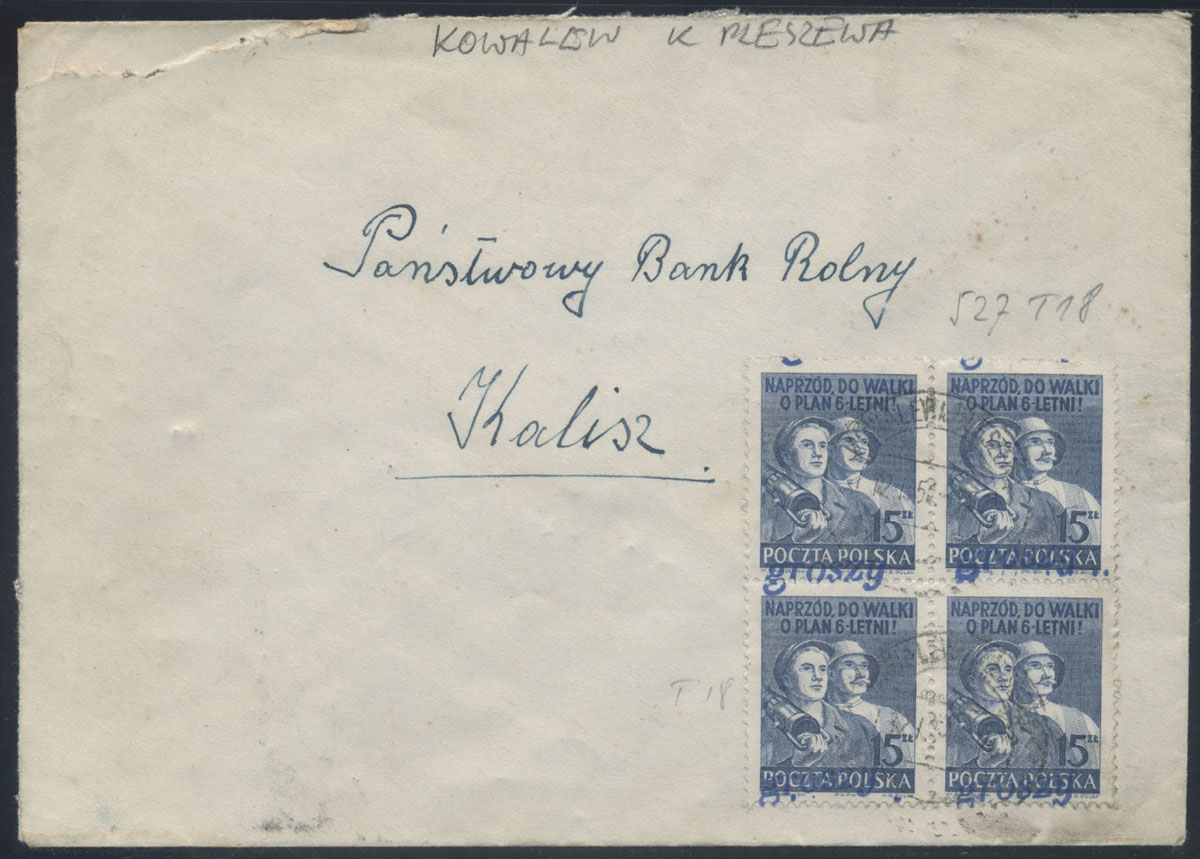 KOWALEW K PLESZEWA
Państwowy Bank Rolny
Kalisz
527 T18
NAPRZÓD, DO WALKI
O PLAN 6-LETNI!
15 zł
POCZTA POLSKA
groszy
NAPRZÓD, DO WALKI
O PLAN 6-LETNI!
15 zł
POCZTA POLSKA
T 18
NAPRZÓD, DO WALKI
O PLAN 6-LETNI!
15 zł
POCZTA POLSKA
NAPRZÓD, DO WALKI
O PLAN 6-LETNI!
15 zł
POCZTA POLSKA
groszy